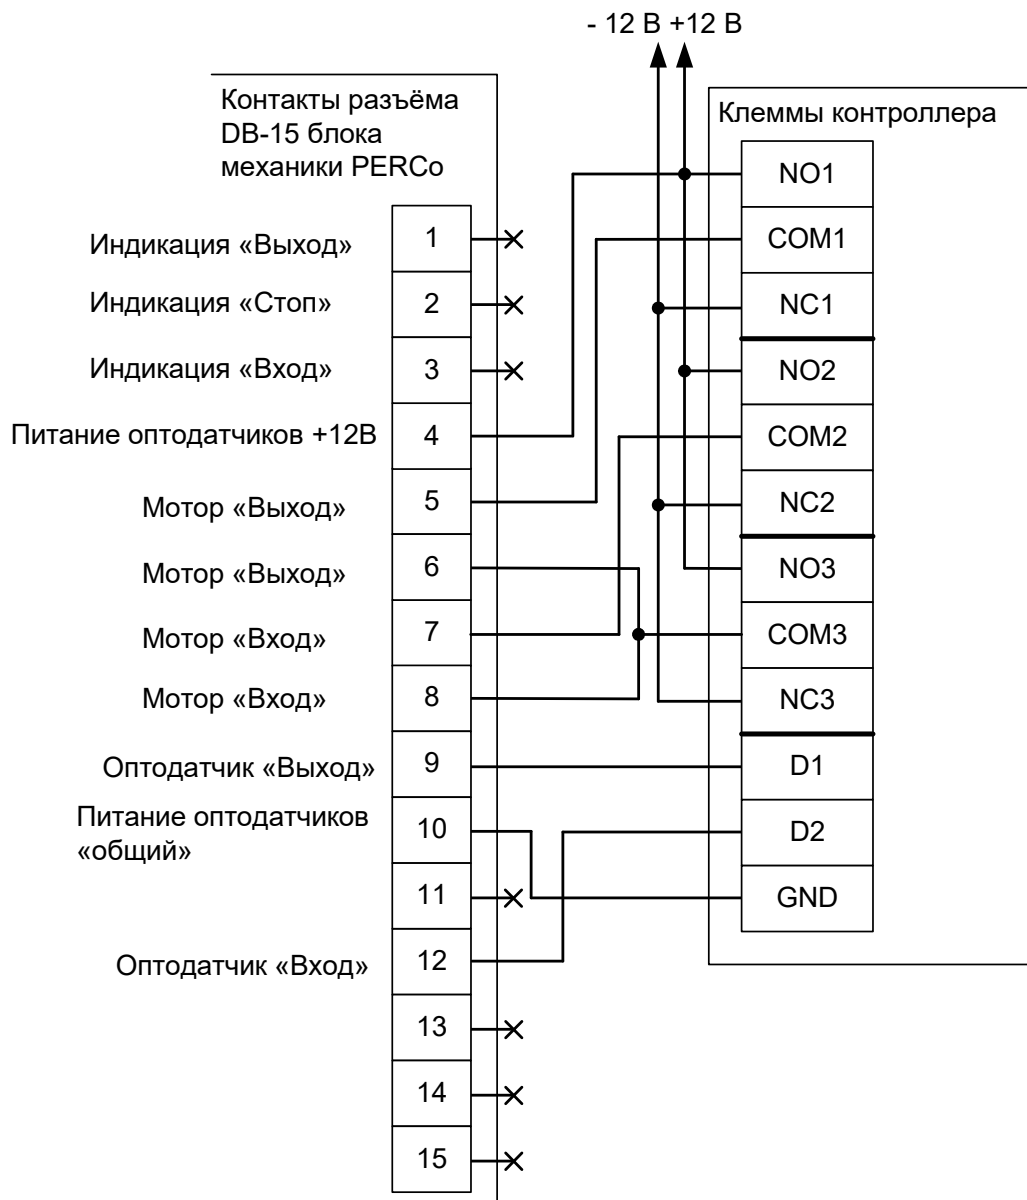 - 12 В +12 В
Контакты разъёма
DB-15 блока
механики PERCo
Клеммы контроллера
Индикация «Выход»
1
Индикация «Стоп»
2
Индикация «Вход»
3
Питание оптодатчиков +12В
4
Мотор «Выход»
5
Мотор «Выход»
6
Мотор «Вход»
7
Мотор «Вход»
8
Оптодатчик «Выход»
9
Питание оптодатчиков
«общий»
10
11
Оптодатчик «Вход»
12
13
14
15
NO1
COM1
NC1
NO2
COM2
NC2
NO3
COM3
NC3
D1
D2
GND